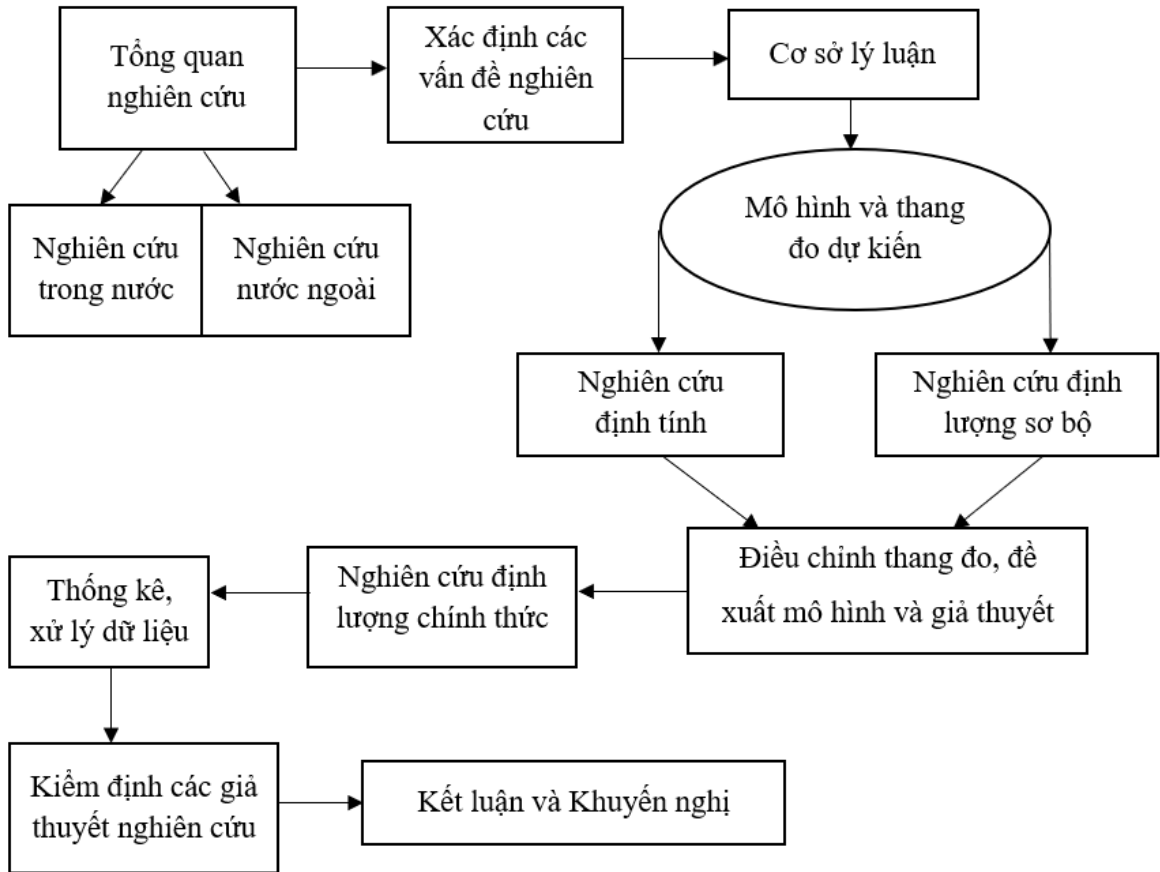 Tổng quan
nghiên cứu
Xác định các
vấn đề nghiên
cứu
Cơ sở lý luận
Nghiên cứu
trong nước
Nghiên cứu
nước ngoài
Mô hình và thang
đo dự kiến
Nghiên cứu
định tính
Nghiên cứu định
lượng sơ bộ
Điều chỉnh thang đo, đề
xuất mô hình và giả thuyết
Nghiên cứu định
lượng chính thức
Thống kê,
xử lý dữ liệu
Kiểm định các giả
thuyết nghiên cứu
Kết luận và Khuyến nghị